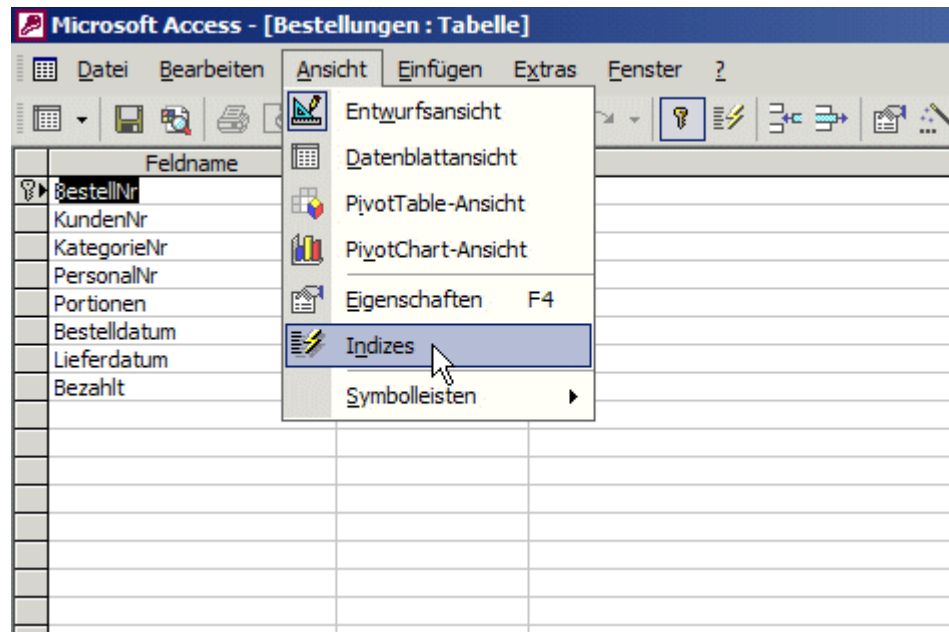 Microsoft Access - [Bestellungen : Tabelle]
Datei Bearbeiten Ansicht Einfügen Extras Fenster ?
Entwurfsansicht
Datenblattansicht
PivotTable-Ansicht
PivotChart-Ansicht
Eigenschaften F4
Indizes
Symbolleisten
Feldname
BestellNr
KundenNr
KategorieNr
PersonalNr
Portionen
Bestelldatum
Lieferdatum
Bezahlt